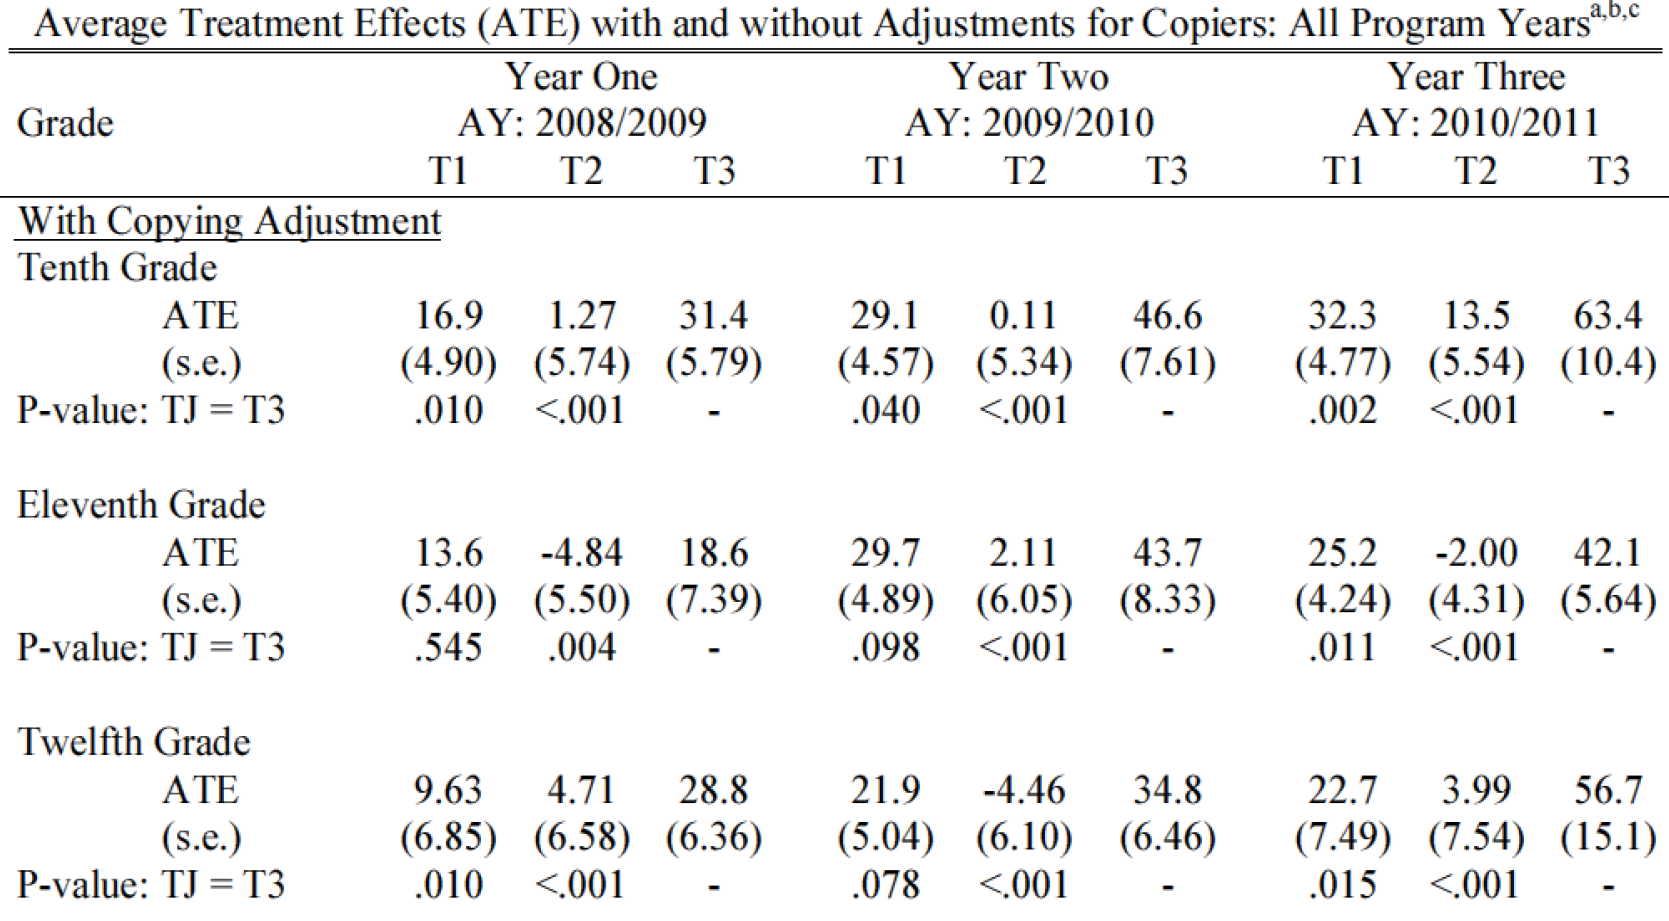 Average Treatment Effects (ATE) with and without Adjustments for Copiers: All Program Years^a,b,c
Year One Year Two Year Three
Grade AY: 2008/2009 AY: 2009/2010 AY: 2010/2011
T1 T2 T3 T1 T2 T3 T1 T2 T3
With Copying Adjustment
Tenth Grade
ATE 16.9 1.27 31.4 29.1 0.11 46.6 32.3 13.5 63.4
(s.e.) (4.90) (5.74) (5.79) (4.57) (5.34) (7.61) (4.77) (5.54) (10.4)
P-value: TJ = T3 .010 <.001 - .040 <.001 - .002 <.001 -
Eleventh Grade
ATE 13.6 -4.84 18.6 29.7 2.11 43.7 25.2 -2.00 42.1
(s.e.) (5.40) (5.50) (7.39) (4.89) (6.05) (8.33) (4.24) (4.31) (5.64)
P-value: TJ = T3 .545 .004 - .098 <.001 - .011 <.001 -
Twelfth Grade
ATE 9.63 4.71 28.8 21.9 -4.46 34.8 22.7 3.99 56.7
(s.e.) (6.85) (6.58) (6.36) (5.04) (6.10) (6.46) (7.49) (7.54) (15.1)
P-value: TJ = T3 .010 <.001 - .078 <.001 - .015 <.001 -